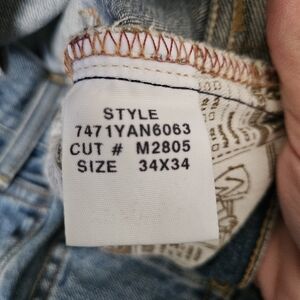 STYLE
7471YAN6063
CUT # M2805
SIZE 34X34